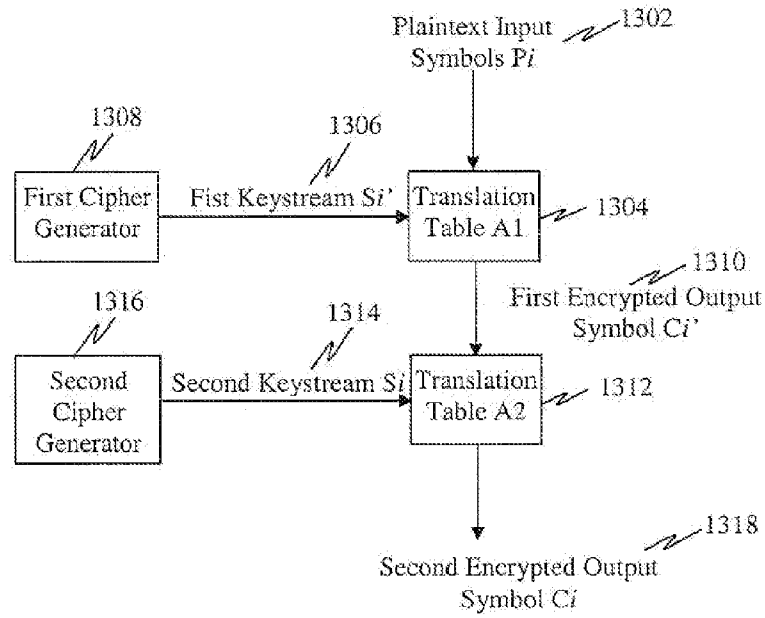 1302
Plaintext Input
Symbols Pi
1308
1306
First Cipher
Generator
Fist Keystream Si’
Translation
Table A1
1304
1310
First Encrypted Output
Symbol Ci’
1316
1314
Second
Cipher
Generator
Second Keystream Si
Translation
Table A2
1312
1318
Second Encrypted Output
Symbol Ci